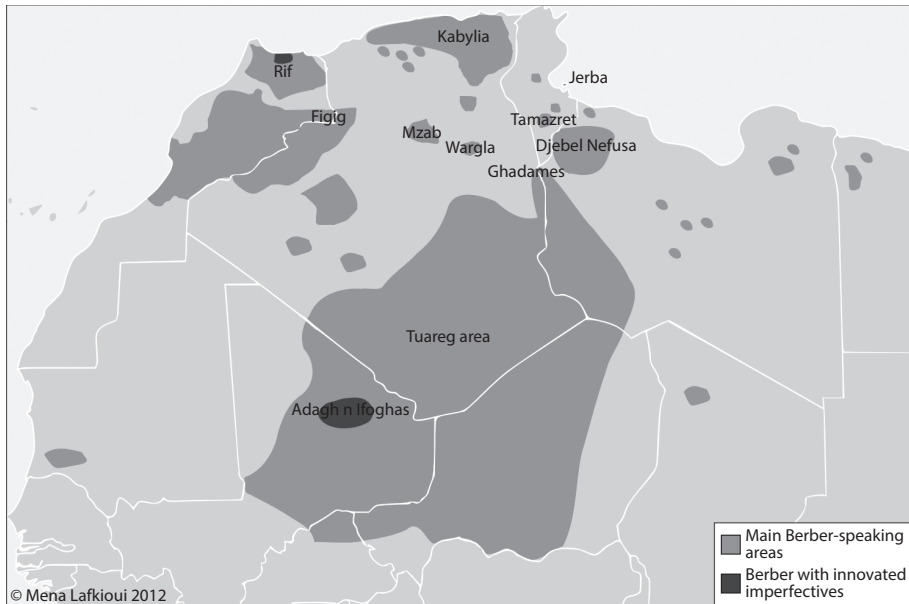 Kabylia
Rif
Jerba
Figig
Tamazret
Mzab
Wargla
Djebel Nefusa
Ghadames
Tuareg area
Adagh n Ifoghas
Main Berber-speaking
areas
Berber with innovated
imperfectives
© Mena Lafkioui 2012